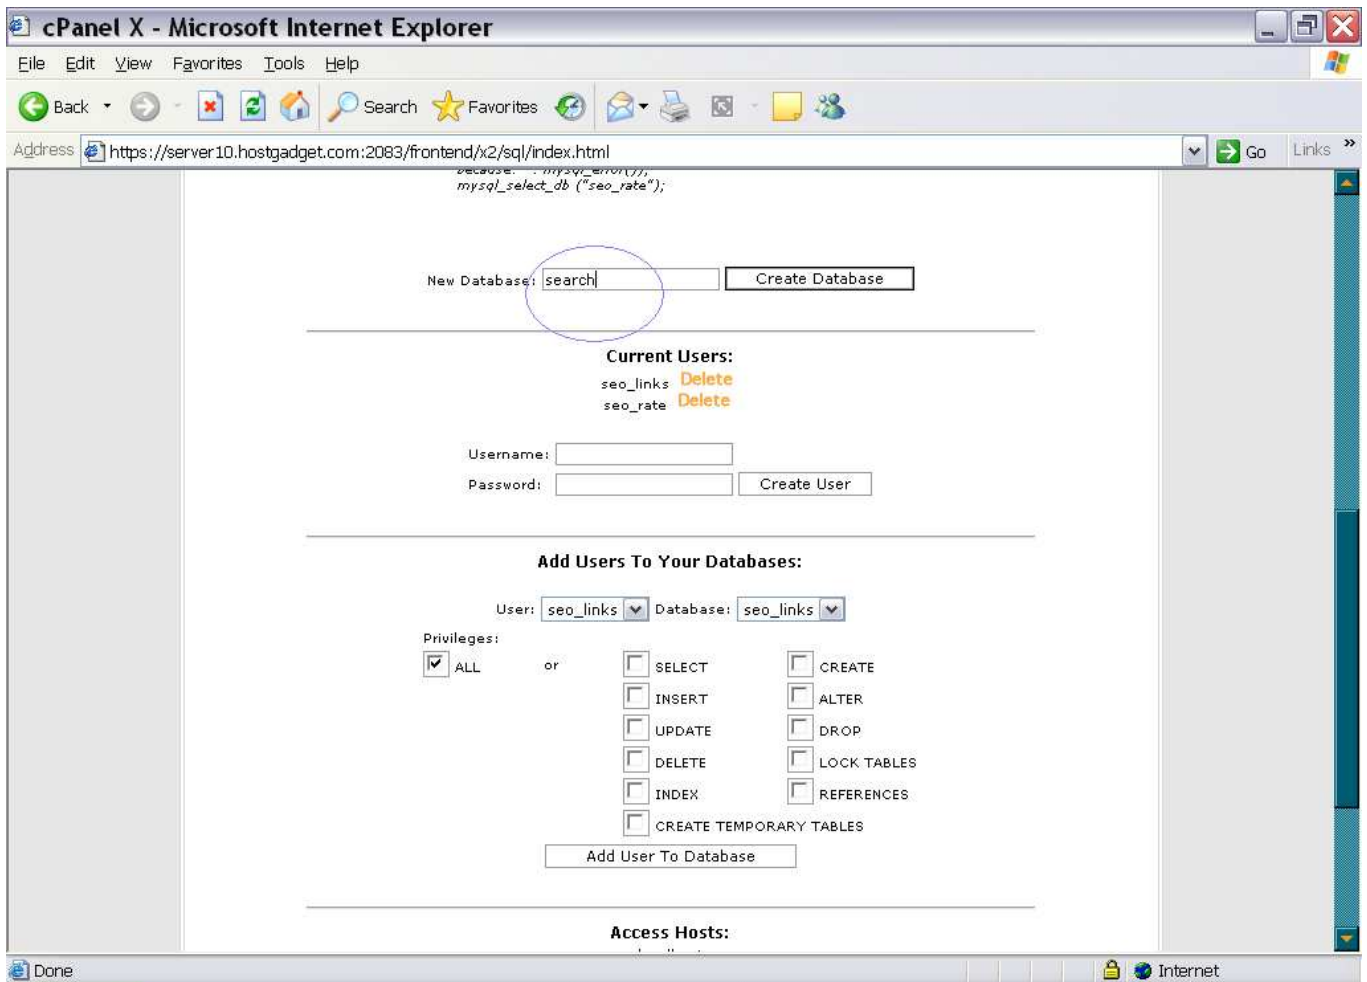 cPanel X - Microsoft Internet Explorer
File Edit View Favorites Tools Help
Back Search Favorites
Address https://server10.hostgadget.com:2083/frontend/x2/sql/index.html Go Links »
because: ". mysql_error());
mysql_select_db ("seo_rate");
New Database: search Create Database
Current Users:
seo_links Delete
seo_rate Delete
Username:
Password: Create User
Add Users To Your Databases:
User: seo_links Database: seo_links
Privileges:
ALL or SELECT CREATE
INSERT ALTER
UPDATE DROP
DELETE LOCK TABLES
INDEX REFERENCES
CREATE TEMPORARY TABLES
Add User To Database
Access Hosts:
Done Internet